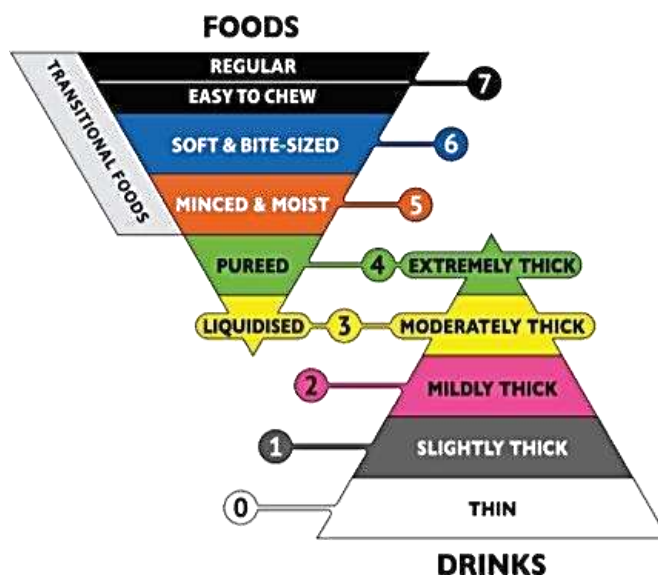 FOODS
REGULAR
EASY TO CHEW
7
TRANSITIONAL FOODS
SOFT & BITE-SIZED
6
MINCED & MOIST
5
PUREED
4
EXTREMELY THICK
LIQUIDISED
3
MODERATELY THICK
2
MILDLY THICK
1
SLIGHTLY THICK
0
THIN
DRINKS